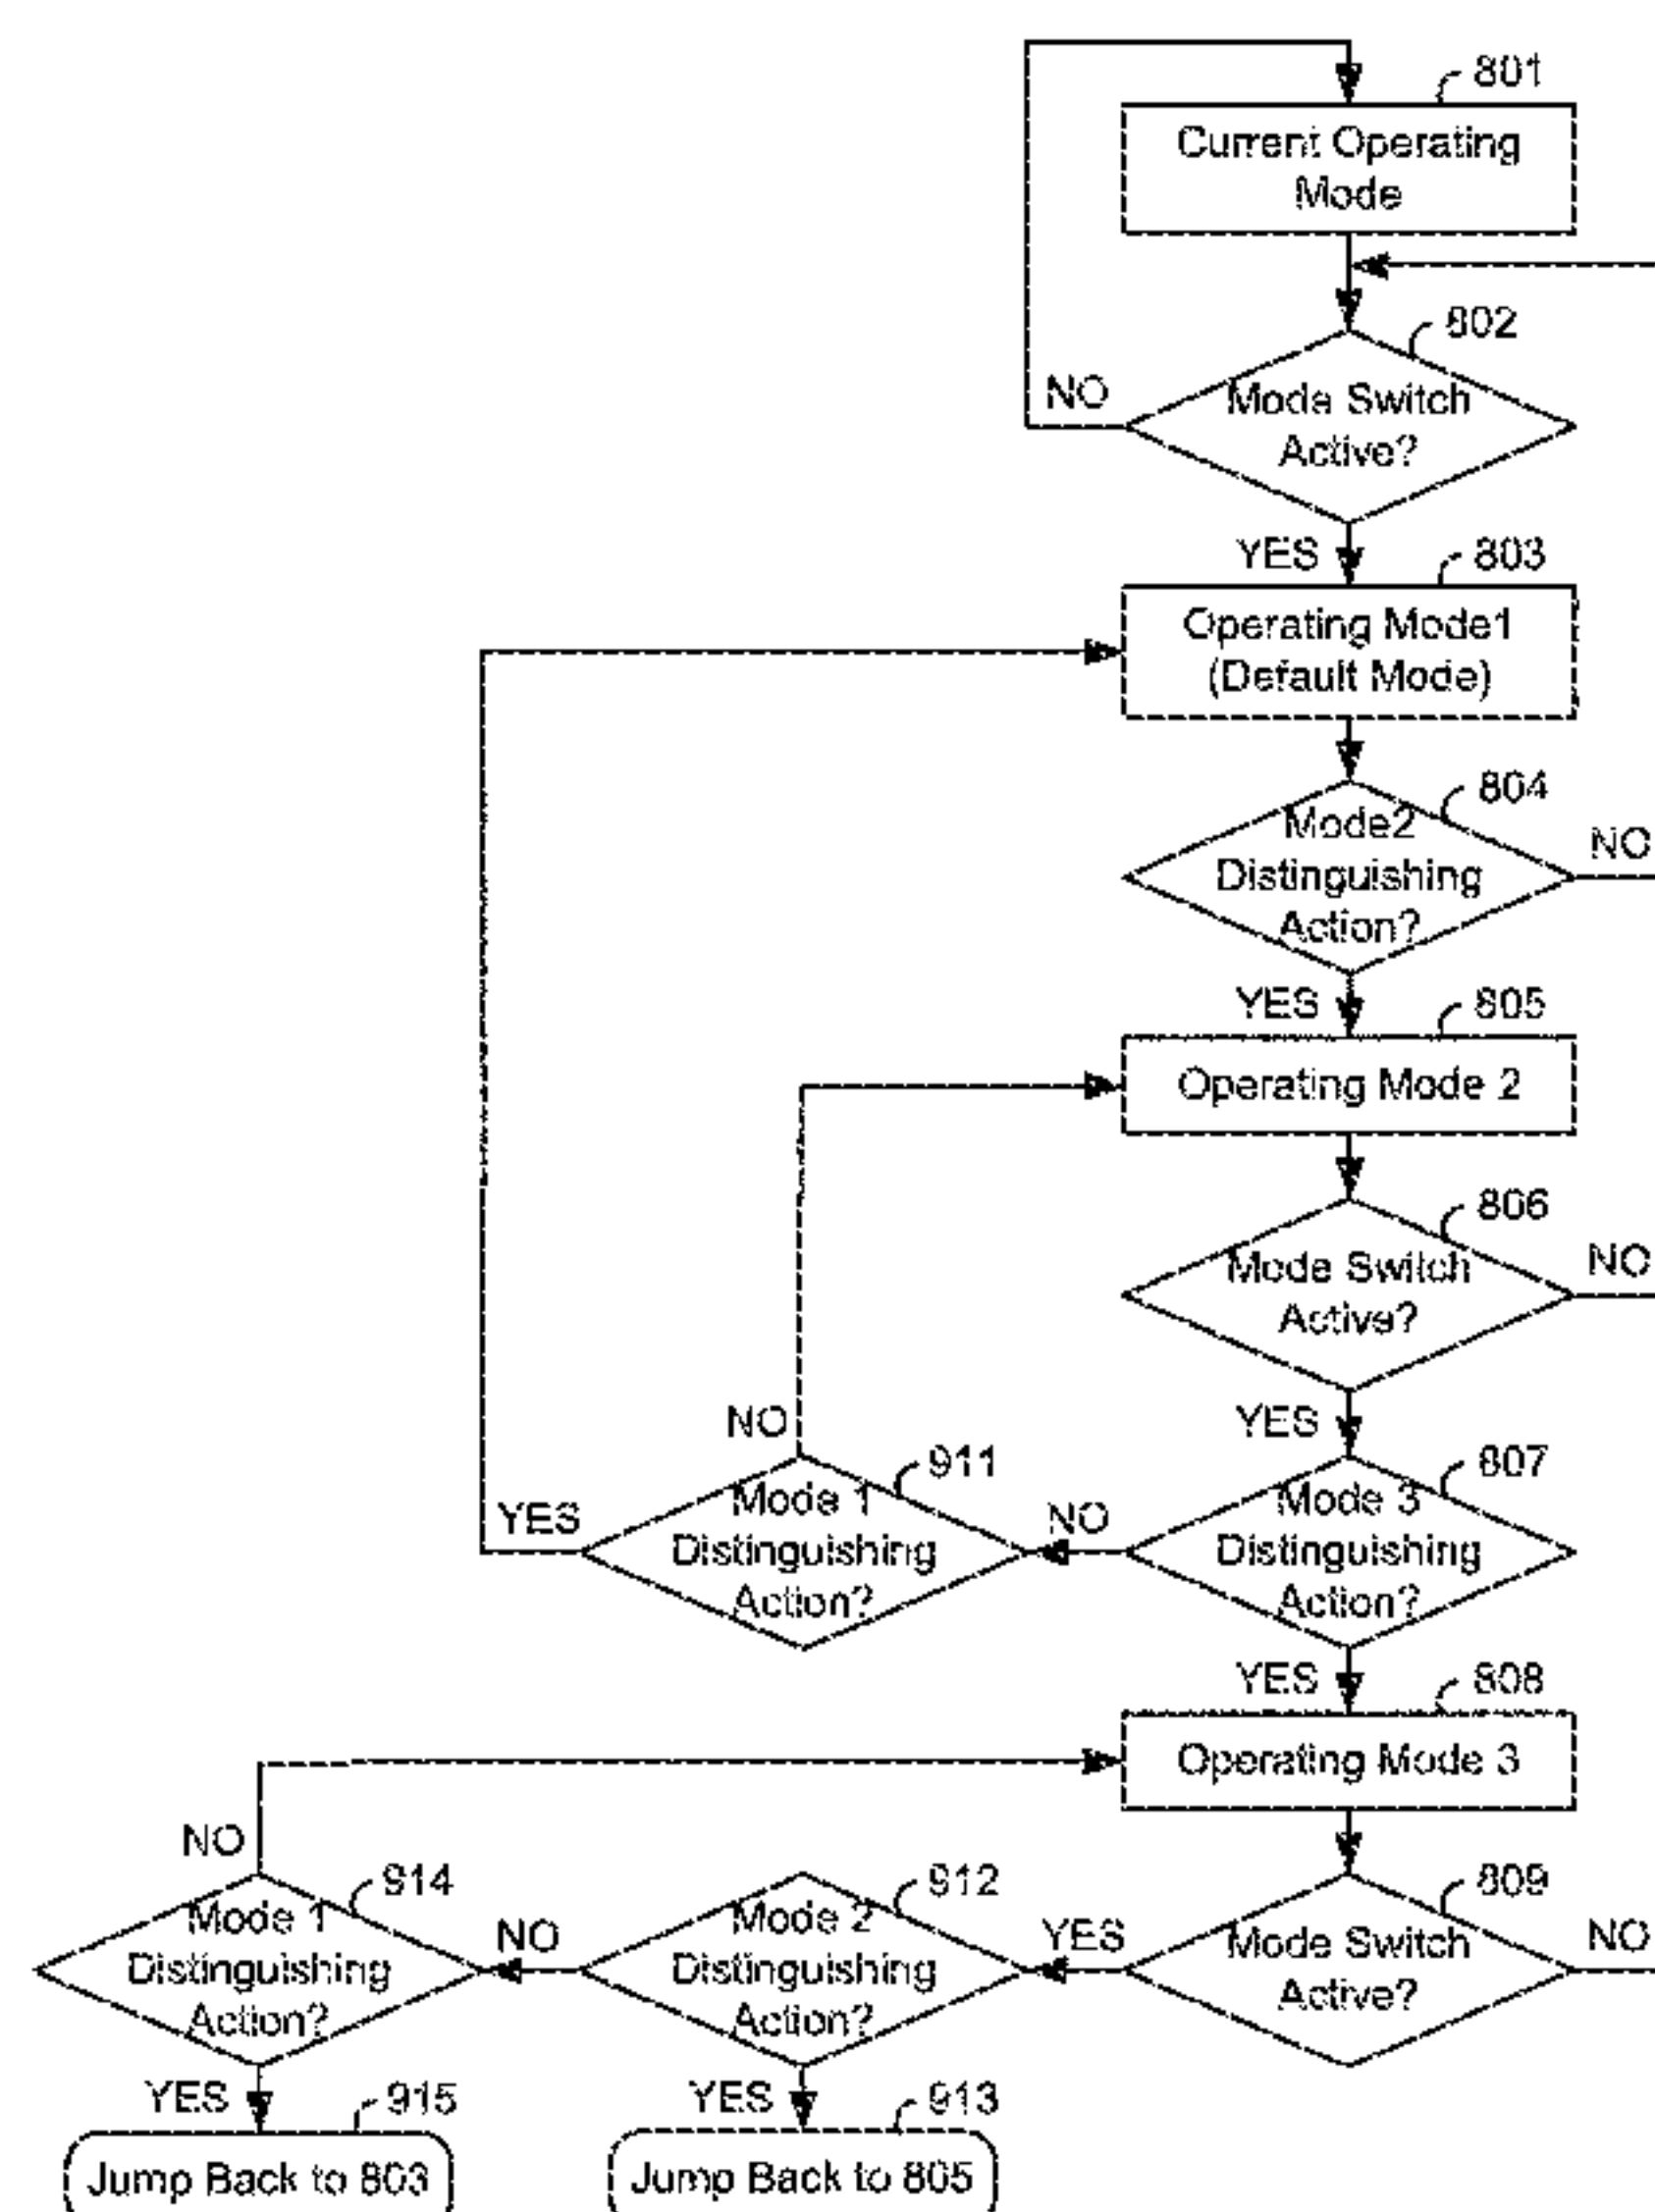 801
Current Operating
Mode
802
NO
Mode Switch
Active?
YES
803
Operating Mode1
(Default Mode)
804
Mode2
Distinguishing
Action?
NO
YES
805
Operating Mode 2
806
Mode Switch
Active?
NO
NO
YES
911
807
YES
Mode 1
Distinguishing
Action?
NO
Mode 3
Distinguishing
Action?
YES
808
Operating Mode 3
NO
914
912
809
Mode 1
Distinguishing
Action?
NO
Mode 2
Distinguishing
Action?
YES
Mode Switch
Active?
NO
YES
915
YES
913
Jump Back to 803
Jump Back to 805